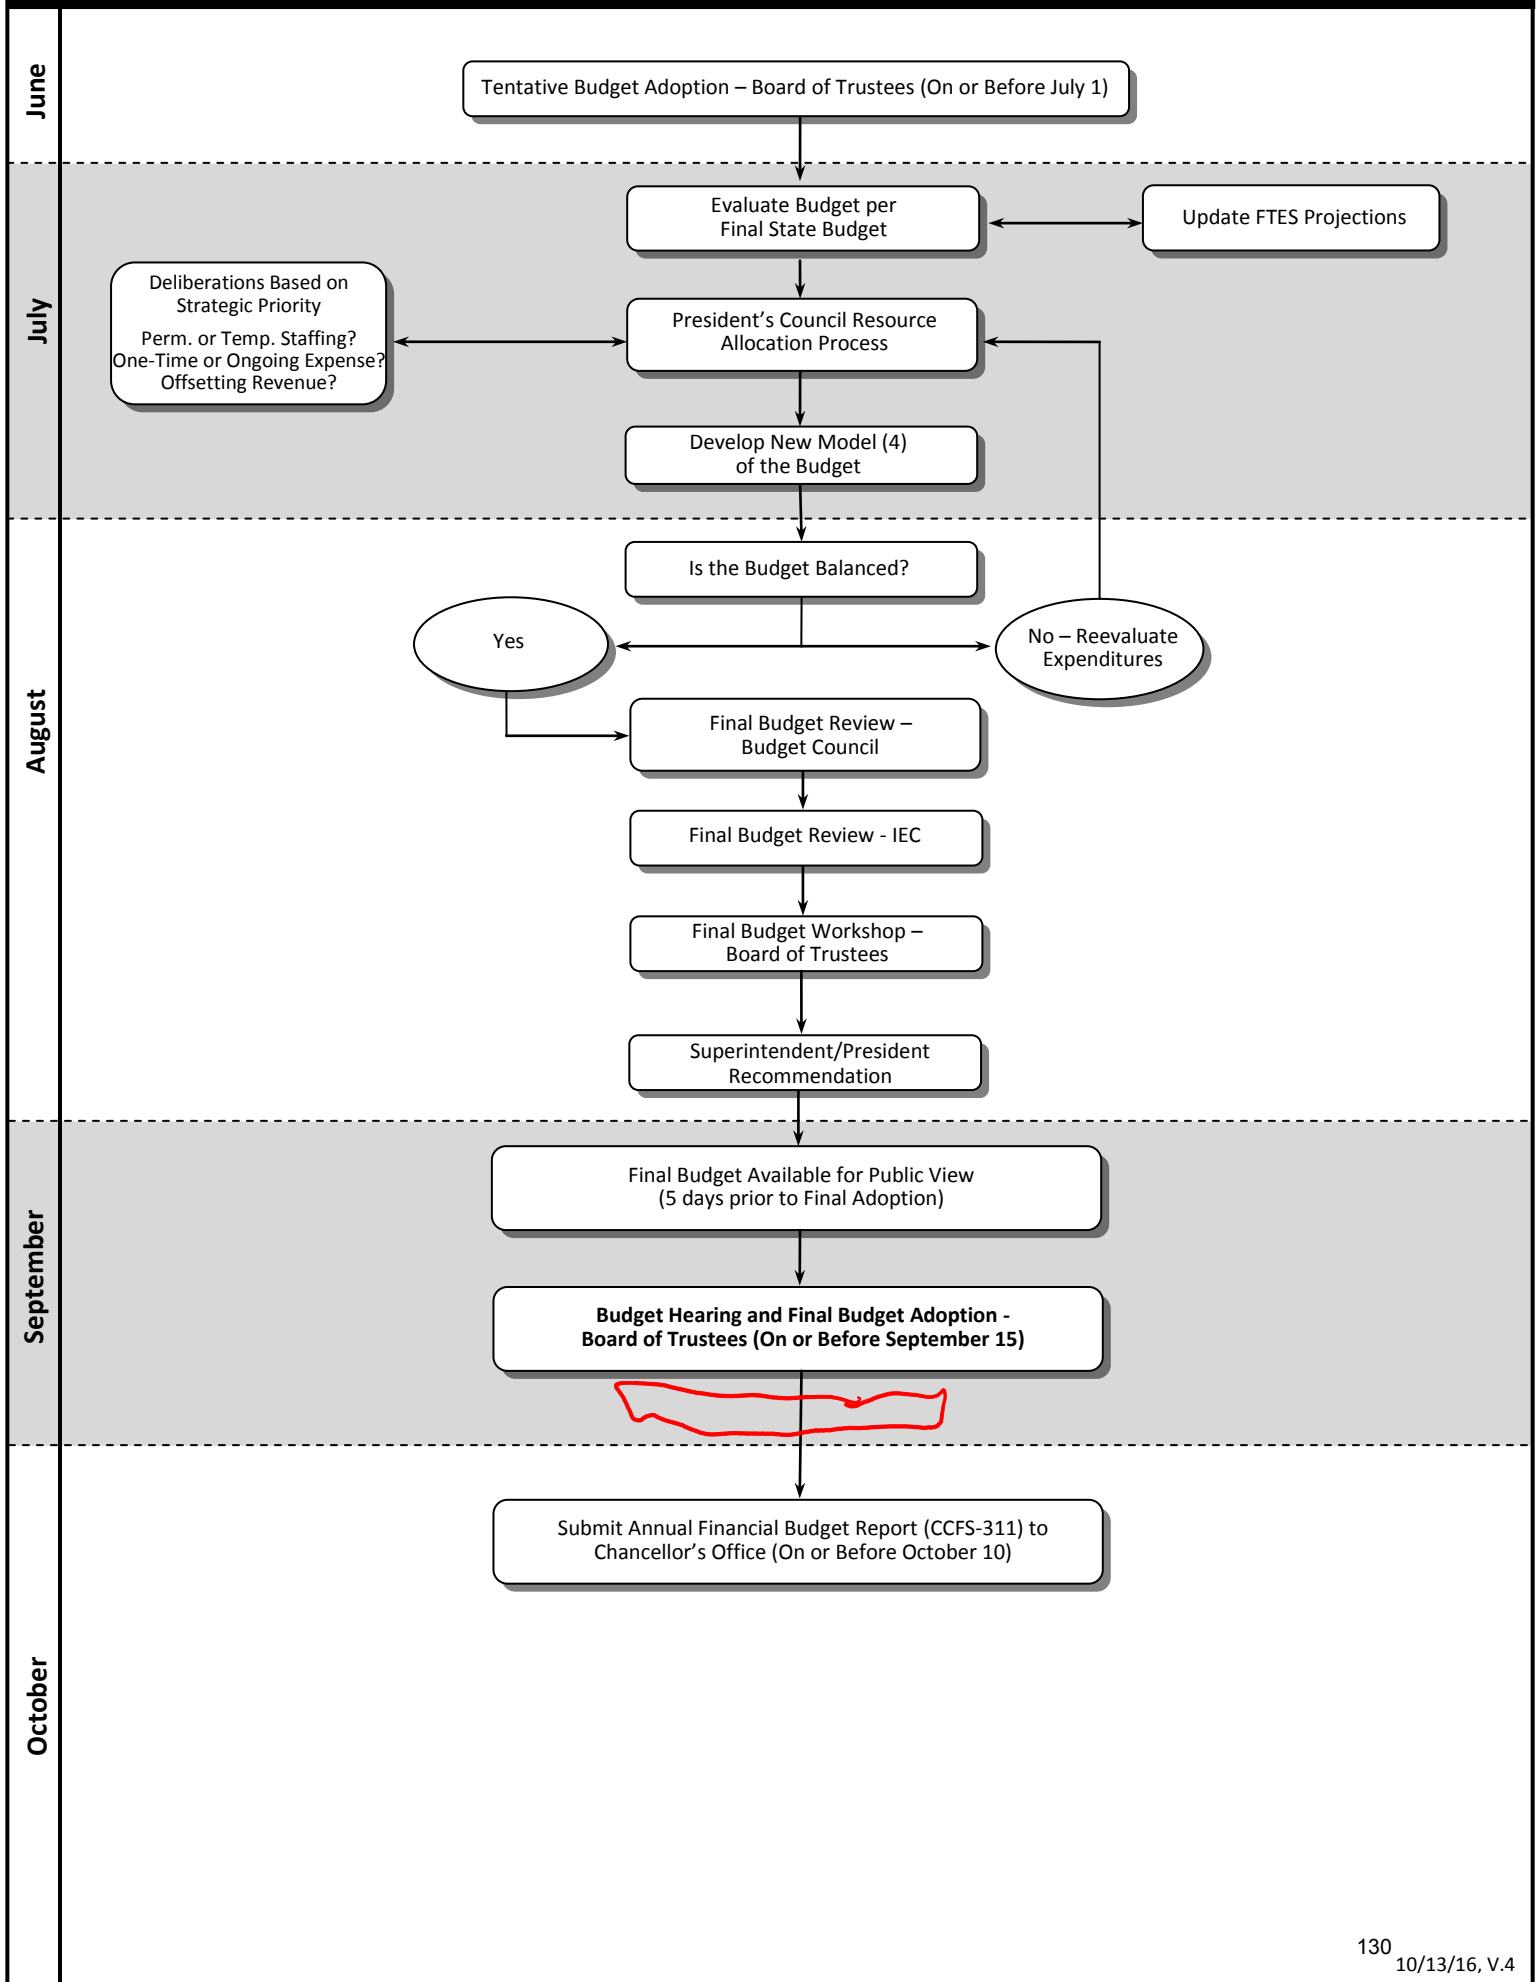 June
Tentative Budget Adoption – Board of Trustees (On or Before July 1)
July
Evaluate Budget per
Final State Budget
Update FTES Projections
Deliberations Based on
Strategic Priority
Perm. or Temp. Staffing?
One-Time or Ongoing Expense?
Offsetting Revenue?
President’s Council Resource
Allocation Process
Develop New Model (4)
of the Budget
August
Is the Budget Balanced?
Yes
No – Reevaluate
Expenditures
Final Budget Review –
Budget Council
Final Budget Review - IEC
Final Budget Workshop –
Board of Trustees
Superintendent/President
Recommendation
September
Final Budget Available for Public View
(5 days prior to Final Adoption)
Budget Hearing and Final Budget Adoption -
Board of Trustees (On or Before September 15)
October
Submit Annual Financial Budget Report (CCFS-311) to
Chancellor’s Office (On or Before October 10)
130
10/13/16, V.4